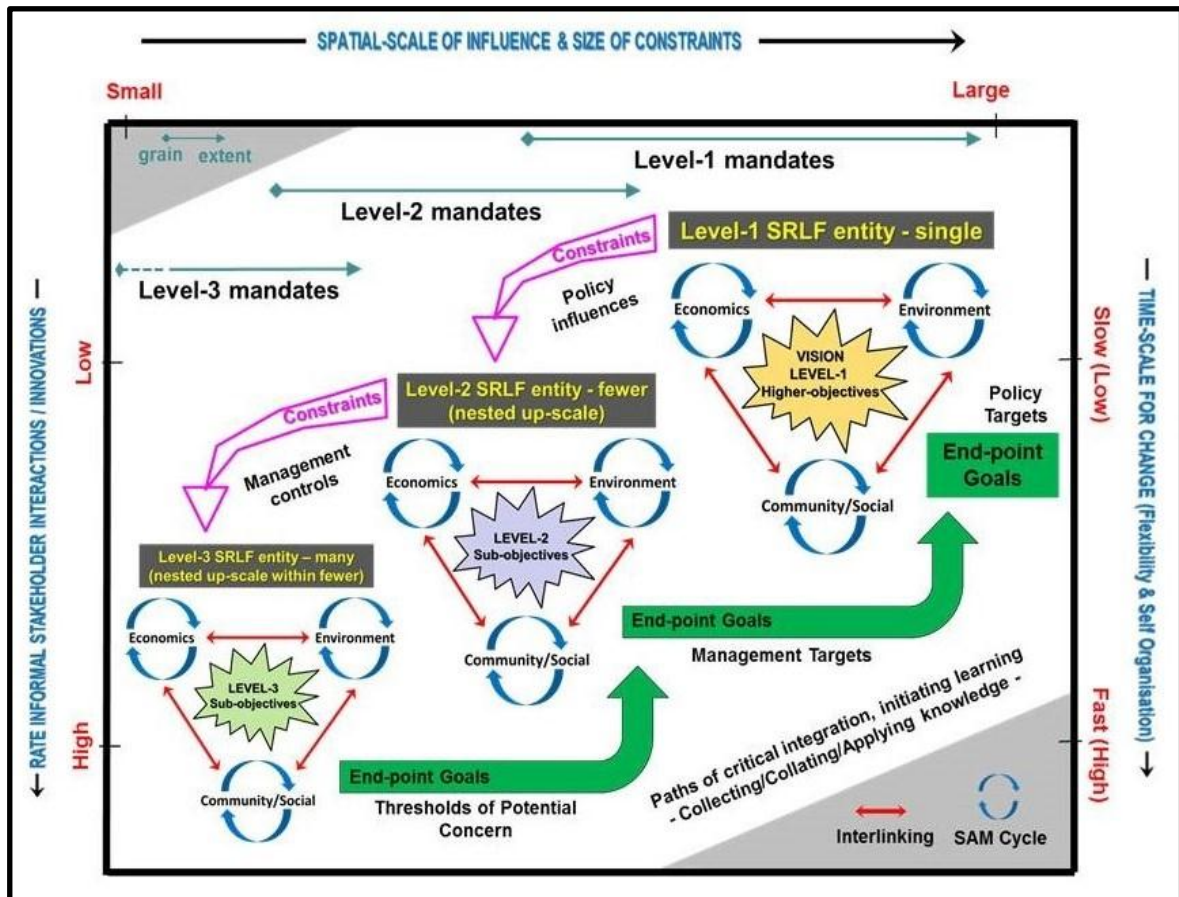 SPATIAL-SCALE OF INFLUENCE & SIZE OF CONSTRAINTS
Small
Large
grain
extent
Level-1 mandates
Level-2 mandates
Level-3 mandates
Constraints
Policy
influences
Level-1 SRLF entity - single
Economics
Environment
VISION
LEVEL-1
Higher-objectives
Community/Social
Policy
Targets
End-point
Goals
Constraints
Management
controls
Level-2 SRLF entity - fewer
(nested up-scale)
Economics
Environment
LEVEL-2
Sub-objectives
Community/Social
End-point Goals
Management Targets
Level-3 SRLF entity – many
(nested up-scale within fewer)
Economics
Environment
LEVEL-3
Sub-objectives
Community/Social
End-point Goals
Thresholds of Potential
Concern
Paths of critical integration, initiating learning
- Collecting/Collating/Applying knowledge -
Interlinking
SAM Cycle
RATE INFORMAL STAKEHOLDER INTERACTIONS / INNOVATIONS
Low
High
Slow (Low)
Fast (High)
TIME-SCALE FOR CHANGE (Flexibility & Self Organisation)